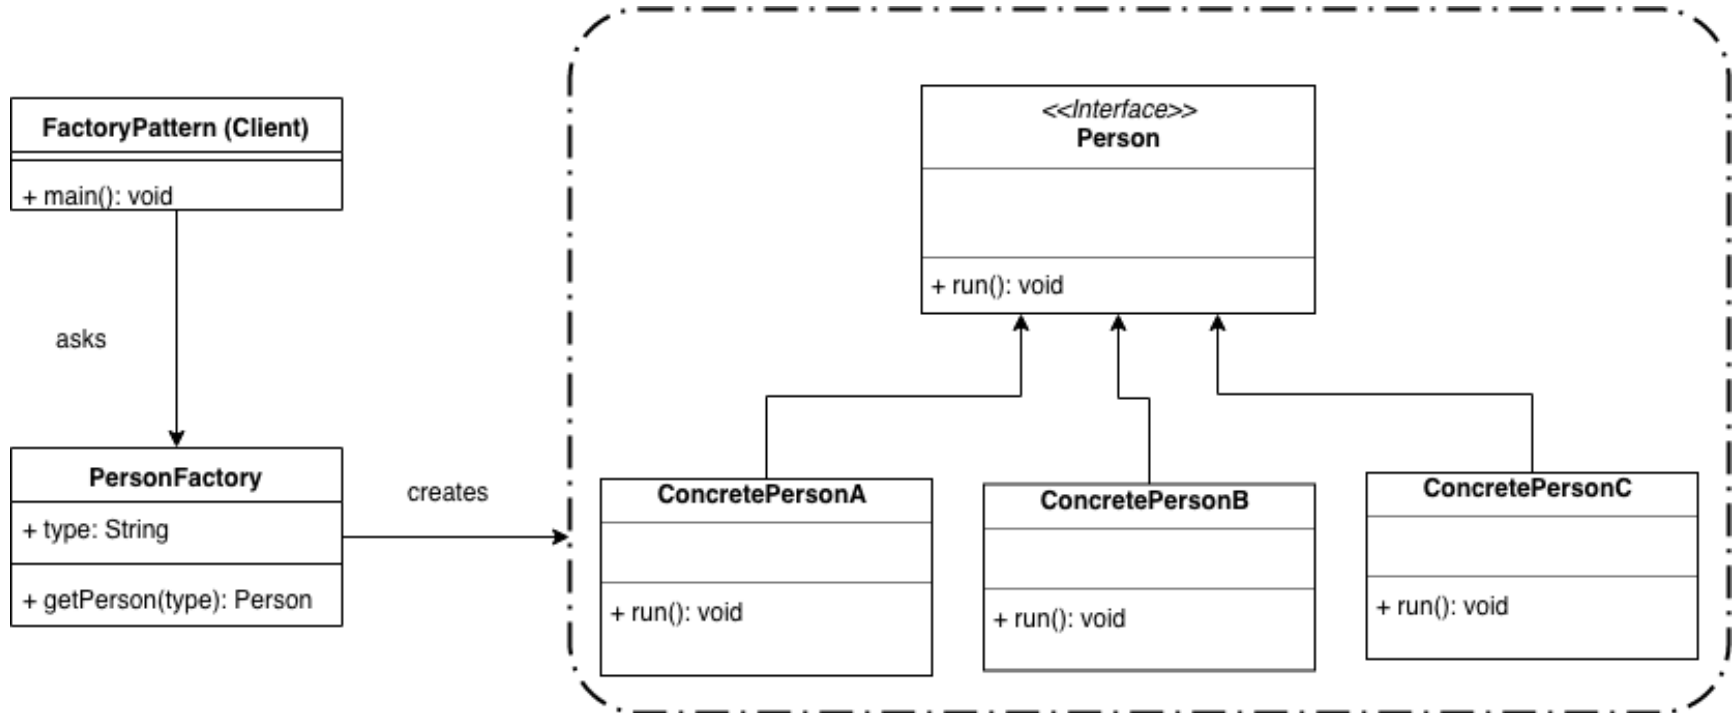 FactoryPattern (Client)
+ main(): void
asks
PersonFactory
+ type: String
+ getPerson(type): Person
creates
<<Interface>>
Person
+ run(): void
ConcretePersonA
+ run(): void
ConcretePersonB
+ run(): void
ConcretePersonC
+ run(): void